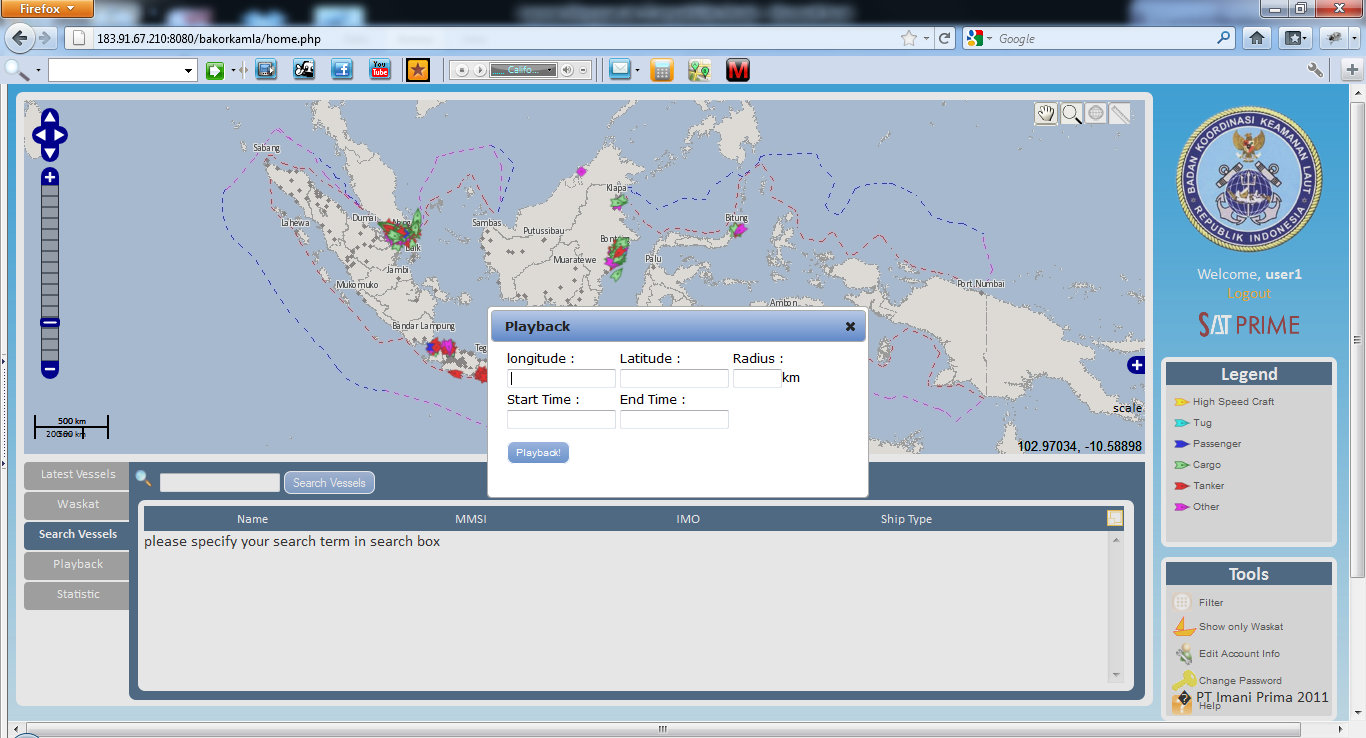 Firefox
183.91.67.210:8080/bakorkamla/home.php
Google
You Tube
Califo...
M
Sabang
Klapa
Lahewa
Dumai
Sambas
Bitung
Putussibau
Baik
Bont
Muaratewe
Palu
Jambi
Mukomuko
Port Numbai
Ambon
Bandar Lampung
Teg
500 km
scale
102.97034, -10.58898
Playback
longitude :
Latitude :
Radius :
km
Start Time :
End Time :
Playback!
BADAN KOORDINASI KEAMANAN LAUT
REPUBLIK INDONESIA
Welcome, user1
Logout
SAT PRIME
Legend
High Speed Craft
Tug
Passenger
Cargo
Tanker
Other
Latest Vessels
Waskat
Search Vessels
Playback
Statistic
Search Vessels
Name MMSI IMO Ship Type
please specify your search term in search box
Tools
Filter
Show only Waskat
Edit Account Info
Change Password
� PT Imani Prima 2011
Help